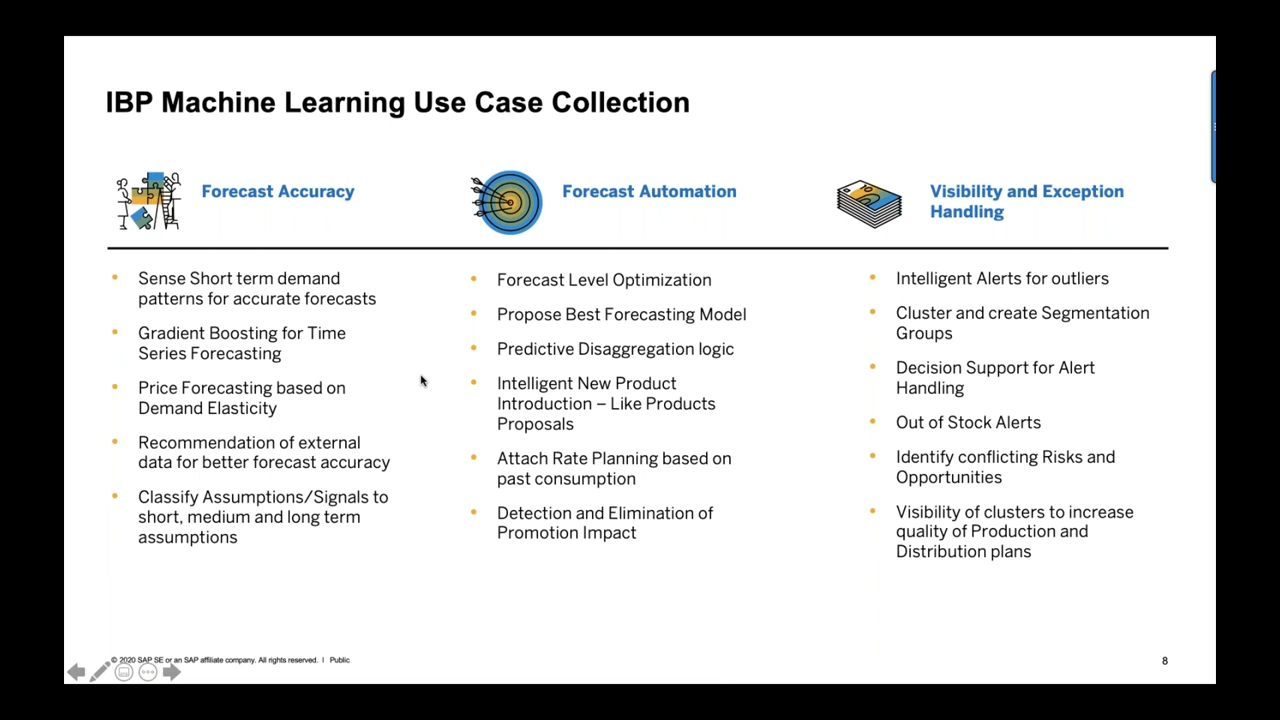 IBP Machine Learning Use Case Collection
Forecast Accuracy
Sense Short term demand
patterns for accurate forecasts
Gradient Boosting for Time
Series Forecasting
Price Forecasting based on
Demand Elasticity
Recommendation of external
data for better forecast accuracy
Classify Assumptions/Signals to
short, medium and long term
assumptions
Forecast Automation
Forecast Level Optimization
Propose Best Forecasting Model
Predictive Disaggregation logic
Intelligent New Product
Introduction – Like Products
Proposals
Attach Rate Planning based on
past consumption
Detection and Elimination of
Promotion Impact
Visibility and Exception
Handling
Intelligent Alerts for outliers
Cluster and create Segmentation
Groups
Decision Support for Alert
Handling
Out of Stock Alerts
Identify conflicting Risks and
Opportunities
Visibility of clusters to increase
quality of Production and
Distribution plans
© 2020 SAP SE or an SAP affiliate company. All rights reserved. I Public
8